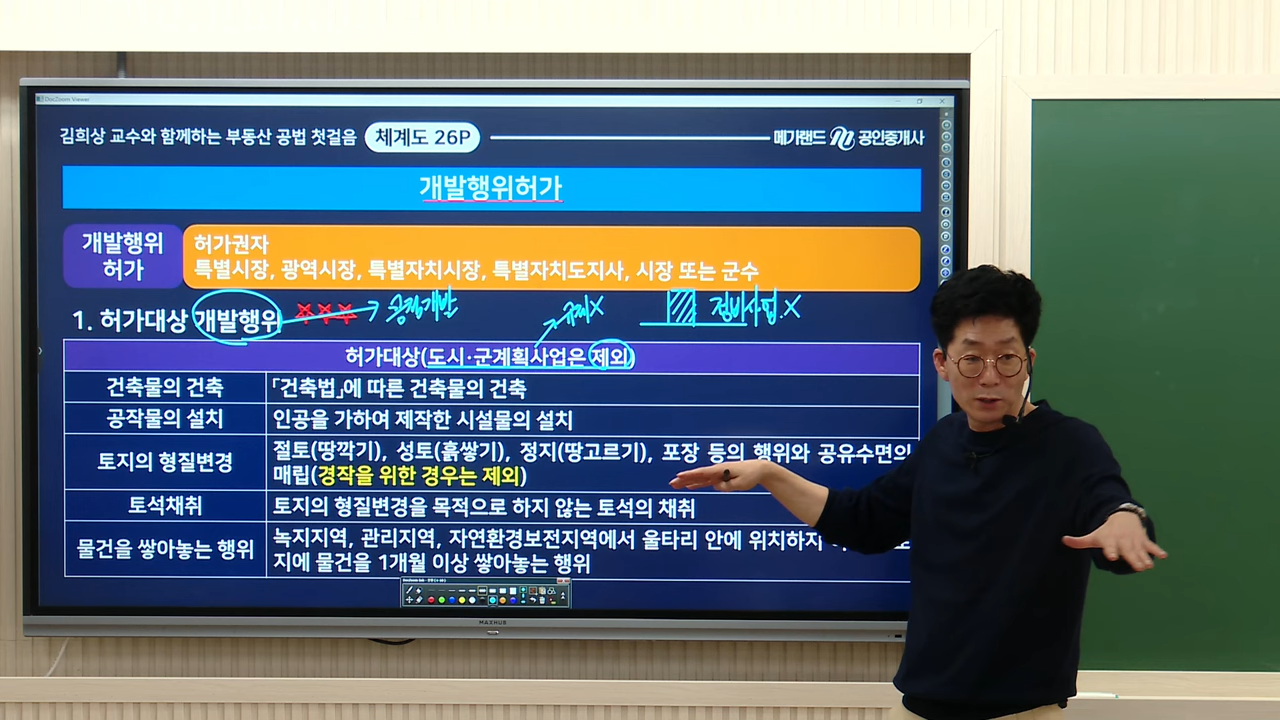 DocZoom Viewer
김희상 교수와 함께하는 부동산 공법 첫걸음 체계도 26P 메가랜드 공인중개사
개발행위허가
개발행위
허가
허가권자
특별시장, 광역시장, 특별자치시장, 특별자치도지사, 시장 또는 군수
1. 허가대상 개발행위 정비사업.X
허가대상(도시·군계획사업은 제외)
건축물의 건축 「건축법」에 따른 건축물의 건축
공작물의 설치 인공을 가하여 제작한 시설물의 설치
토지의 형질변경 절토(땅깍기), 성토(흙쌓기), 정지(땅고르기), 포장 등의 행위와 공유수면의
매립(경작을 위한 경우는 제외)
토석채취 토지의 형질변경을 목적으로 하지 않는 토석의 채취
물건을 쌓아놓는 행위 녹지지역, 관리지역, 자연환경보전지역에서 울타리 안에 위치하지
지에 물건을 1개월 이상 쌓아놓는 행위
MAXHUB